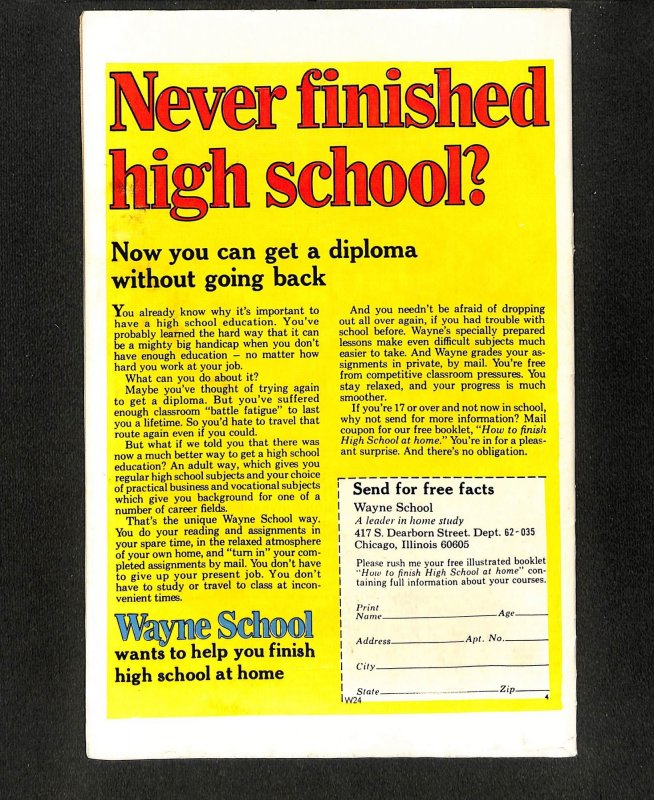 Never finished
high school?
Now you can get a diploma
without going back
You already know why it's important to
have a high school education. You've
probably learned the hard way that it can
be a mighty big handicap when you don't
have enough education – no matter how
hard you work at your job.
What can you do about it?
Maybe you've thought of trying again
to get a diploma. But you've suffered
enough classroom "battle fatigue" to last
you a lifetime. So you'd hate to travel that
route again even if you could.
But what if we told you that there was
now a much better way to get a high school
education? An adult way, which gives you
regular high school subjects and your choice
of practical business and vocational subjects
which give you background for one of a
number of career fields.
That's the unique Wayne School way.
You do your reading and assignments in
your spare time, in the relaxed atmosphere
of your own home, and "turn in" your com-
pleted assignments by mail. You don't have
to give up your present job. You don't
have to study or travel to class at incon-
venient times.
Wayne School
wants to help you finish
high school at home
And you needn't be afraid of dropping
out all over again, if you had trouble with
school before. Wayne's specially prepared
lessons make even difficult subjects much
easier to take. And Wayne grades your as-
signments in private, by mail. You're free
from competitive classroom pressures. You
stay relaxed, and your progress is much
smoother.
If you're 17 or over and not now in school,
why not send for more information? Mail
coupon for our free booklet, "How to finish
High School at home." You're in for a pleas-
ant surprise. And there's no obligation.
Send for free facts
Wayne School
A leader in home study
417 S. Dearborn Street. Dept. 62-035
Chicago, Illinois 60605
Please rush me your free illustrated booklet
"How to finish High School at home" con-
taining full information about your courses.
Print
Name Age
Address Apt. No.
City
State Zip
W24 4